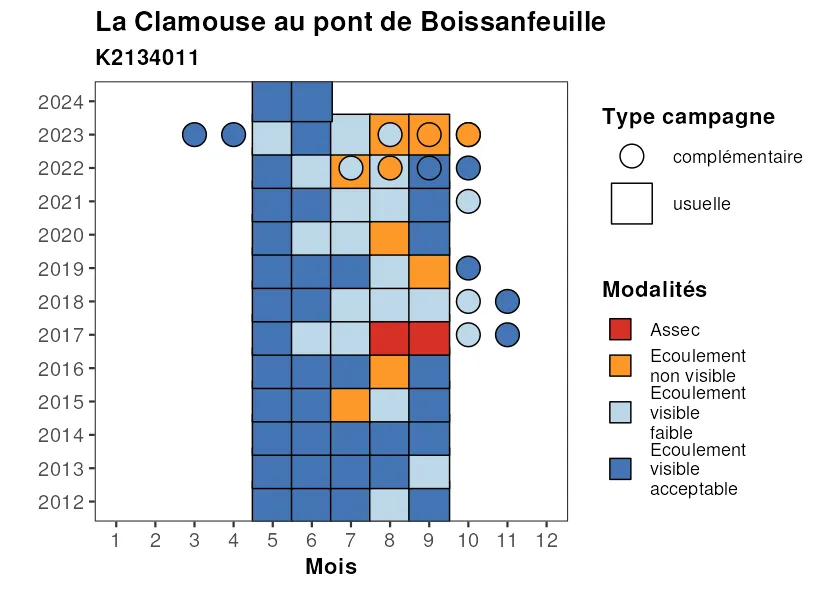 La Clamouse au pont de Boissanfeuille
K2134011
2024
2023
2022
2021
2020
2019
2018
2017
2016
2015
2014
2013
2012
1 2 3 4 5 6 7 8 9 10 11 12
Mois
Type campagne
complémentaire
usuelle
Modalités
Assec
Ecoulement
non visible
Ecoulement
visible
faible
Ecoulement
visible
acceptable